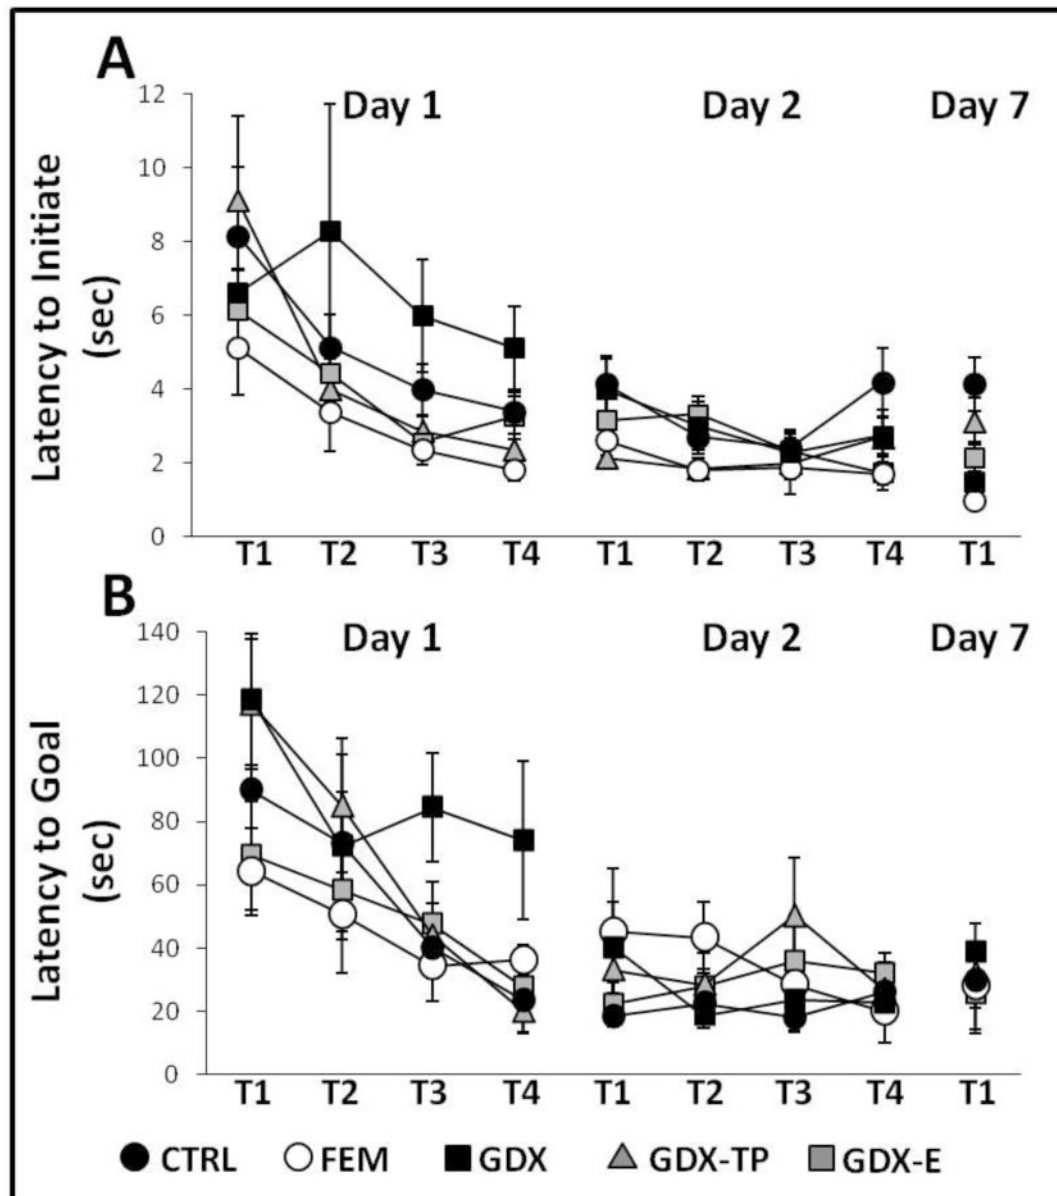 A
Day 1 Day 2 Day 7
Latency to Initiate
(sec)
12
10
8
6
4
2
0
T1 T2 T3 T4 T1 T2 T3 T4 T1
B
Day 1 Day 2 Day 7
Latency to Goal
(sec)
140
120
100
80
60
40
20
0
T1 T2 T3 T4 T1 T2 T3 T4 T1
CTRL FEM GDX GDX-TP GDX-E